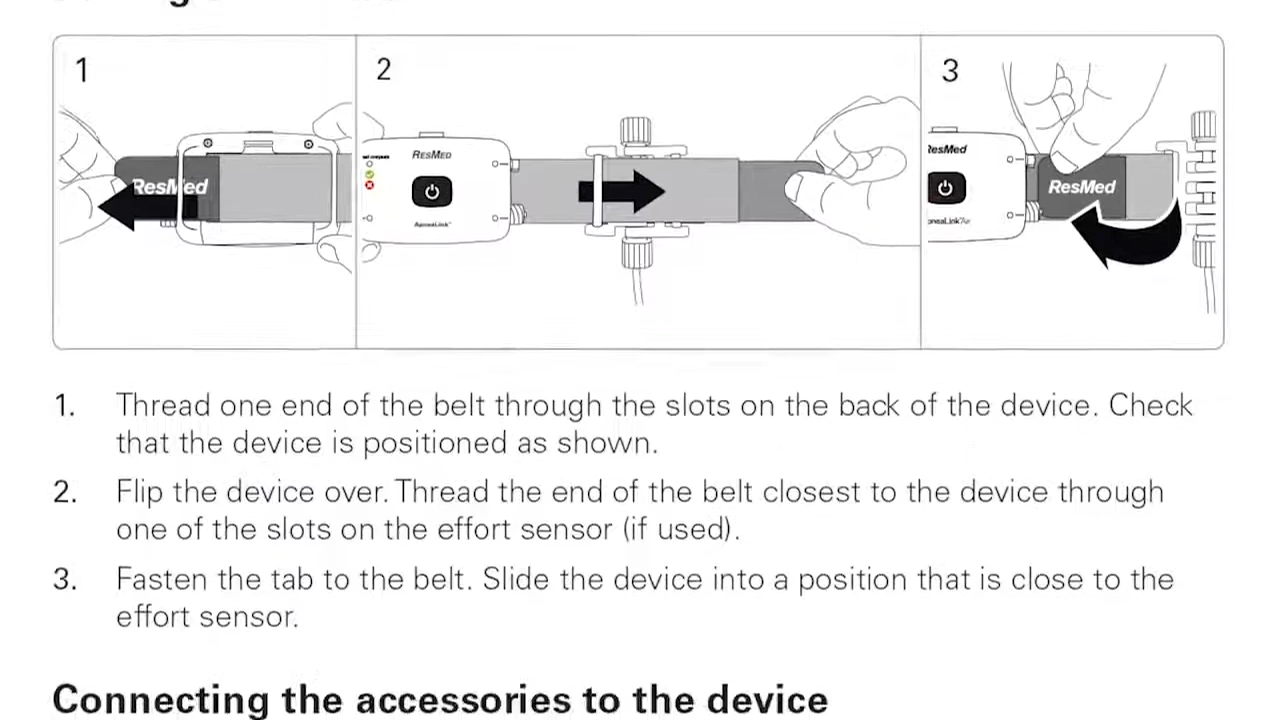 1
2
3
ResMed
RESMED
ApneaLink™
ResMed
ResMed
1. Thread one end of the belt through the slots on the back of the device. Check
that the device is positioned as shown.
2. Flip the device over. Thread the end of the belt closest to the device through
one of the slots on the effort sensor (if used).
3. Fasten the tab to the belt. Slide the device into a position that is close to the
effort sensor.
Connecting the accessories to the device